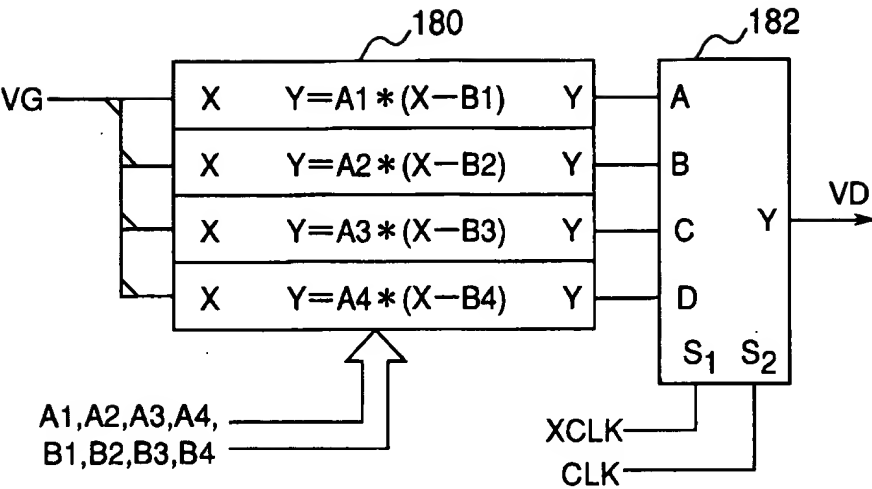 180
182
VG
X Y=A1*(X−B1) Y
X Y=A2*(X−B2) Y
X Y=A3*(X−B3) Y
X Y=A4*(X−B4) Y
A
B
C
D
Y
VD
S1 S2
A1,A2,A3,A4,
B1,B2,B3,B4
XCLK
CLK